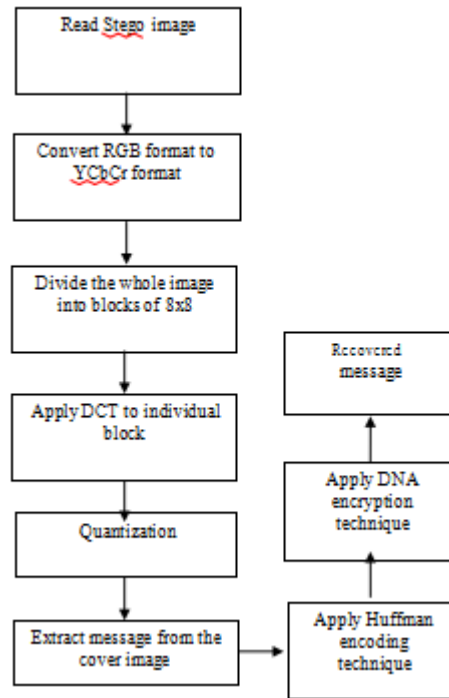 Read Stego image
Convert RGB format to
YCbCr format
Divide the whole image
into blocks of 8x8
Apply DCT to individual
block
Quantization
Extract message from the
cover image
Apply Huffman
encoding
technique
Apply DNA
encryption
technique
Recovered
message